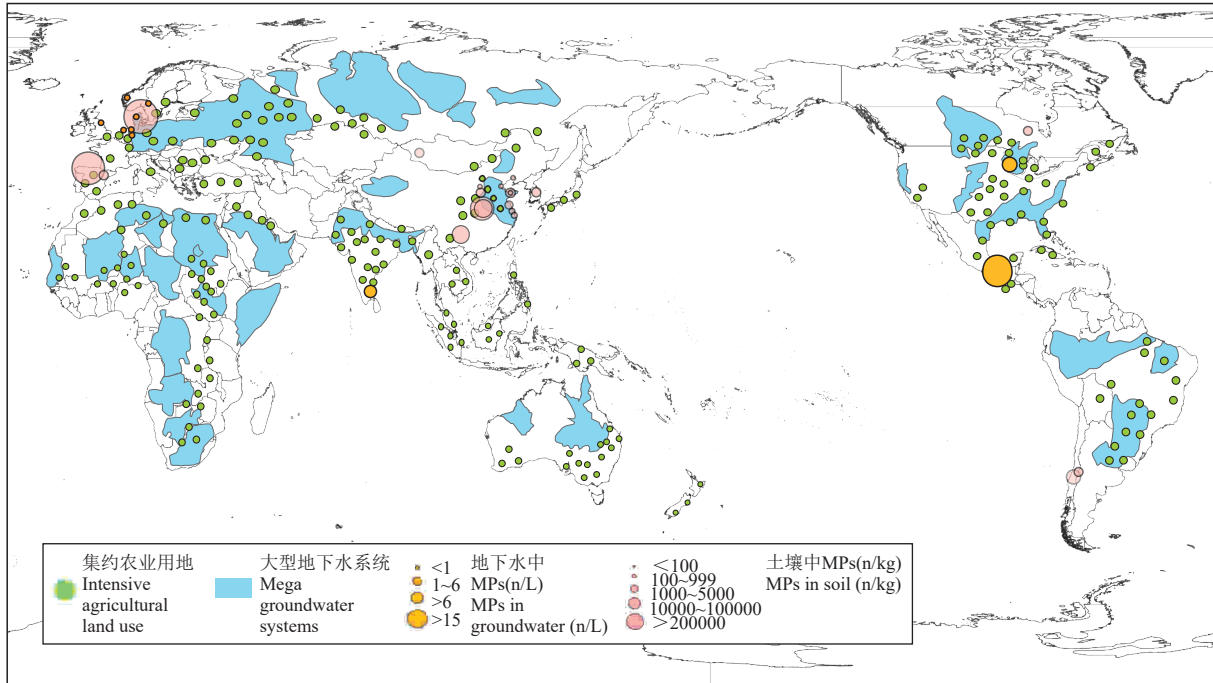 集约农业用地
Intensive
agricultural
land use
大型地下水系统
Mega
groundwater
systems
<1
1~6
>6
>15
地下水中
MPs(n/L)
MPs in
groundwater (n/L)
<100
100~999
1000~5000
10000~100000
>200000
土壤中MPs(n/kg)
MPs in soil (n/kg)